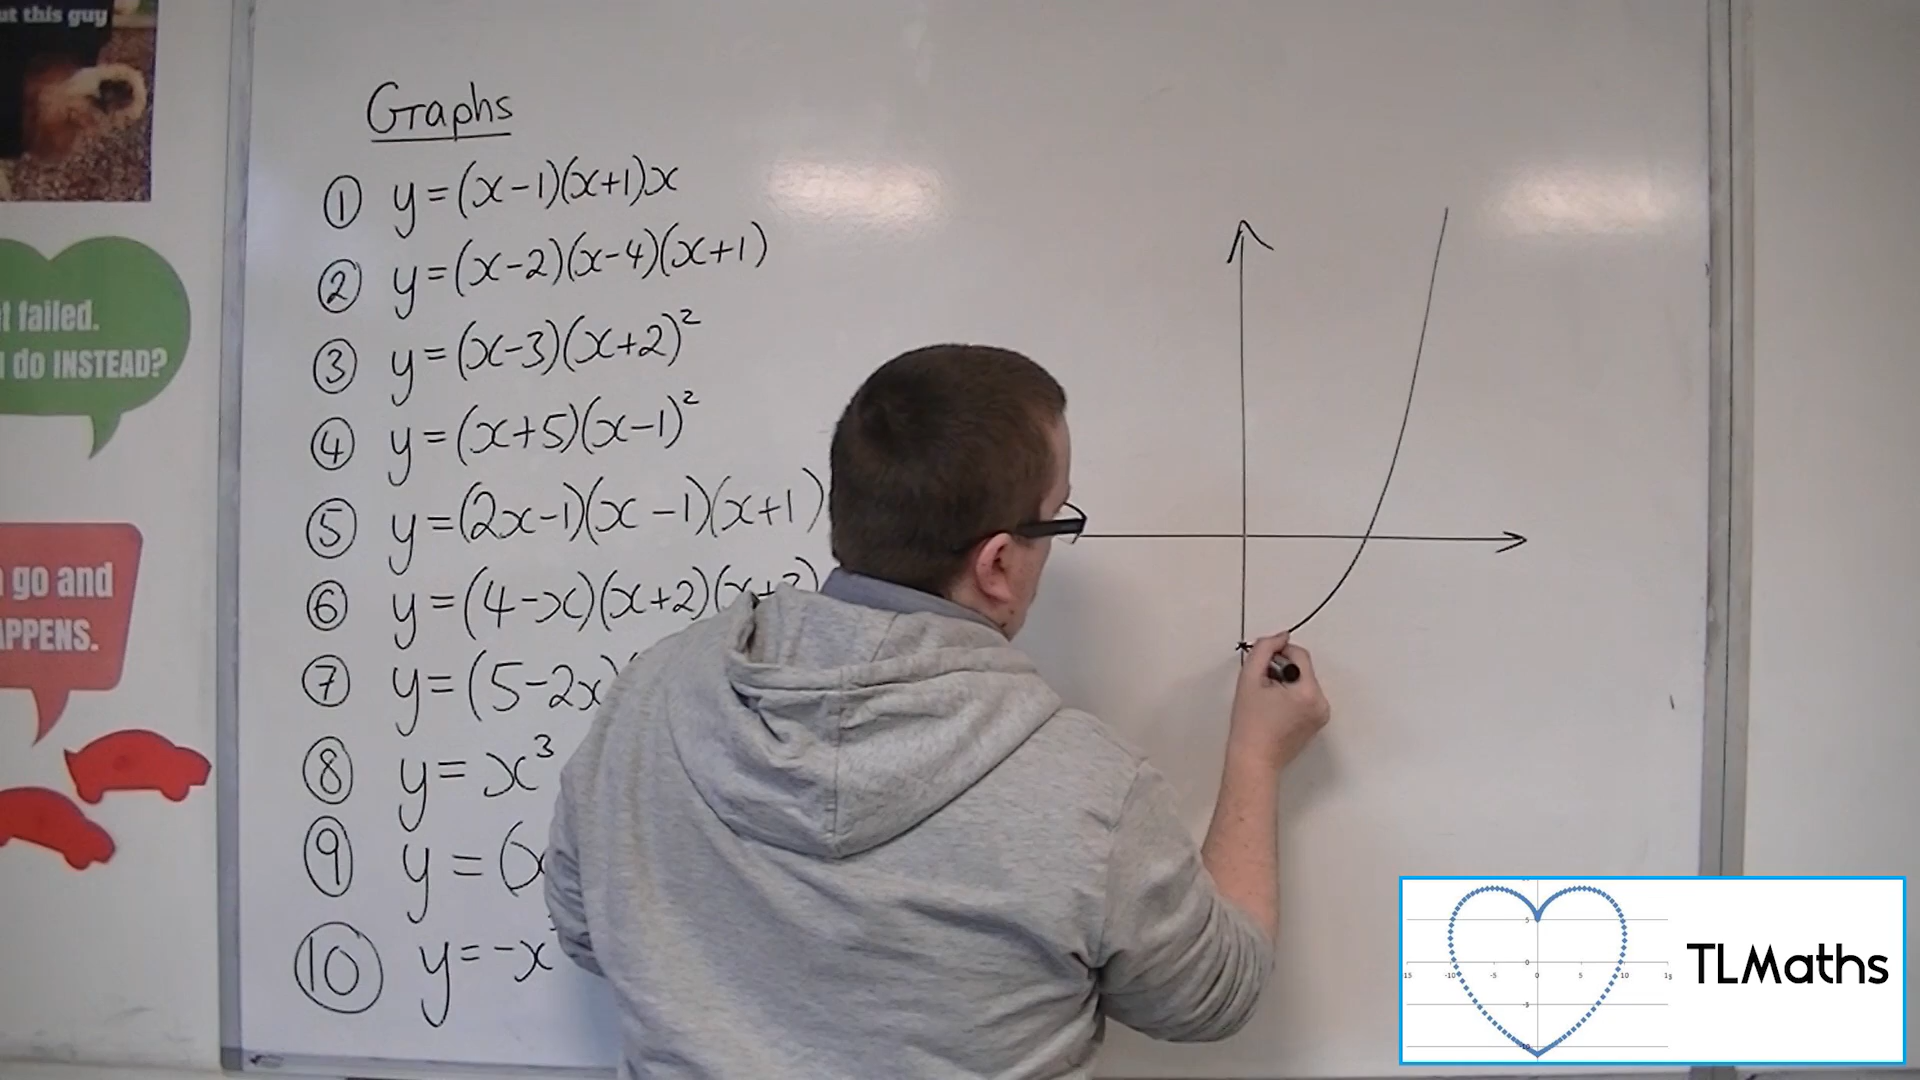 ut this guy
t failed.
I do INSTEAD?
go and
APPENS.
Graphs
① y=(x-1)(x+1)x
② y=(x-2)(x-4)(x+1)
③ y=(x-3)(x+2)²
④ y=(x+5)(x-1)²
⑤ y=(2x-1)(x-1)(x+1)
⑥ y=(4-x)(x+2)(x+
⑦ y=(5-2x)
⑧ y=x³
⑨ y=(x
⑩ y=-x
TLMaths